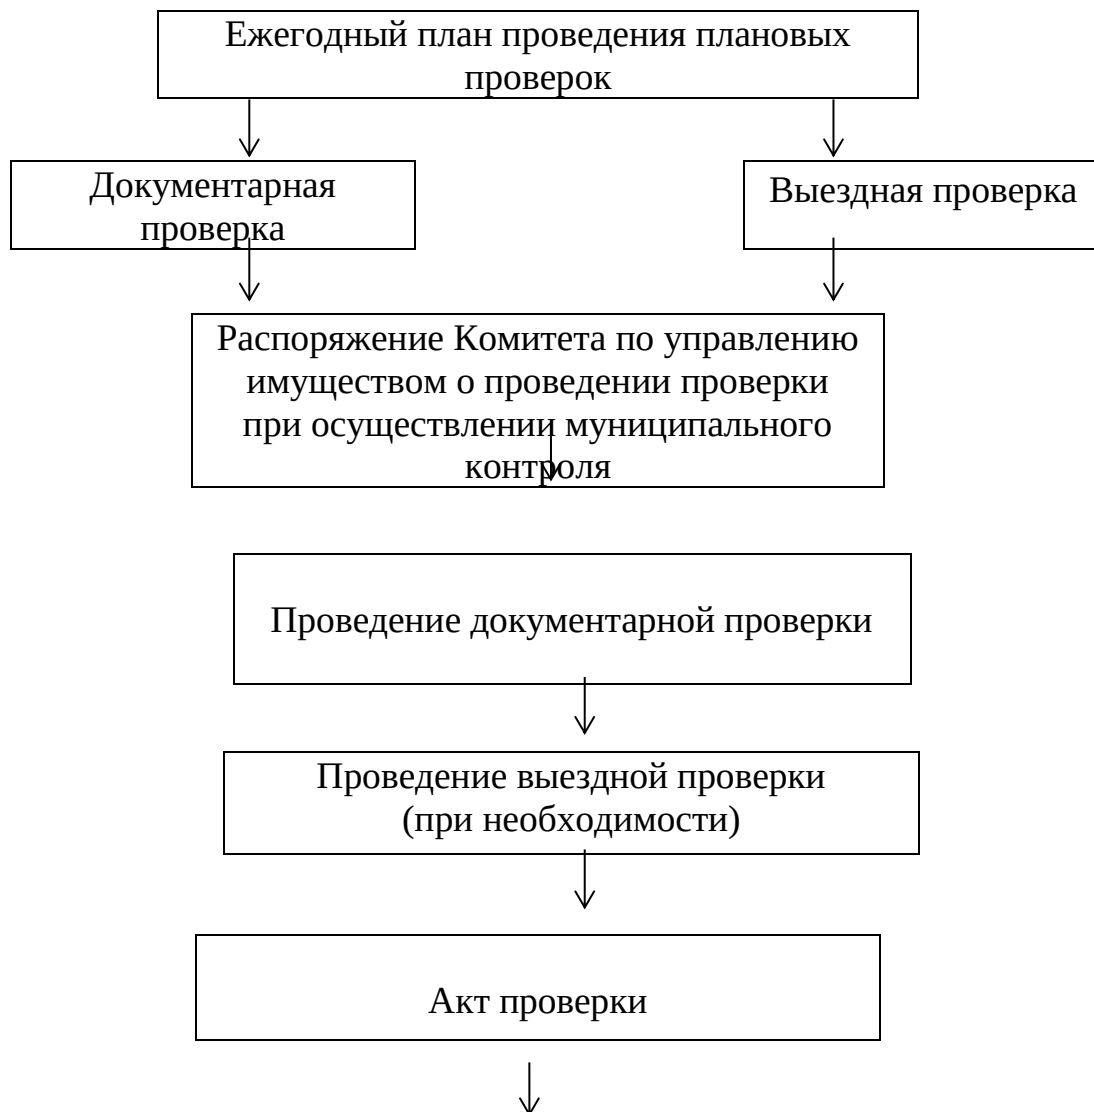 Ежегодный план проведения плановых
проверок
Документарная
проверка
Выездная проверка
Распоряжение Комитета по управлению
имуществом о проведении проверки
при осуществлении муниципального
контроля
Проведение документарной проверки
Проведение выездной проверки
(при необходимости)
Акт проверки